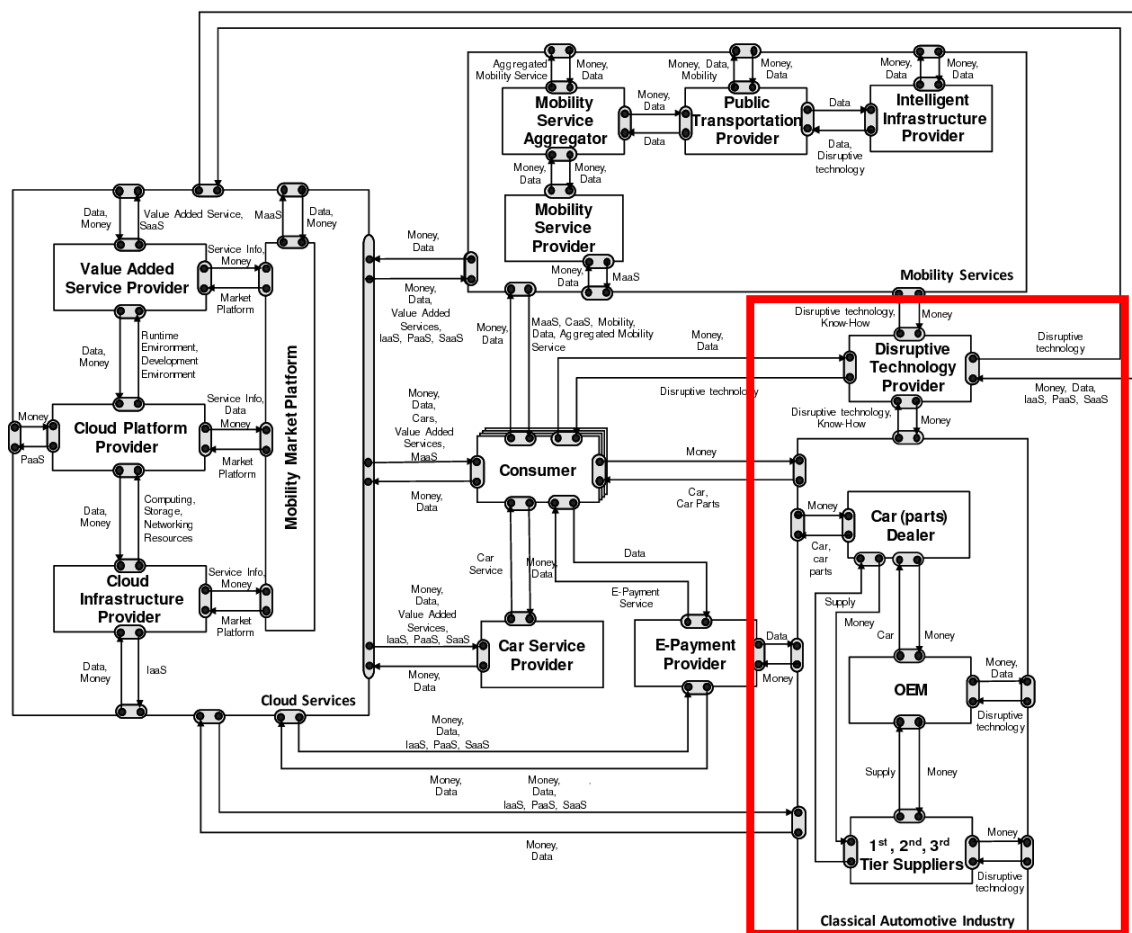 Aggregated
Mobility Service
Money,
Data
Money, Data,
Mobility
Money,
Data
Money,
Data
Money,
Data
Mobility
Service
Aggregator
Money,
Data
Data
Public
Transportation
Provider
Data
Data,
Disruptive
technology
Intelligent
Infrastructure
Provider
Money,
Data
Money,
Data
Mobility
Service
Provider
Money,
Data
MaaS
Mobility Services
Data,
Money
Value Added Service,
SaaS
MaaS
Data,
Money
Value Added
Service Provider
Service Info,
Money
Market
Platform
Data,
Money
Runtime
Environment,
Development
Environment
Mobility Market Platform
Money
PaaS
Cloud Platform
Provider
Service Info,
Data
Money
Market
Platform
Data,
Money
Computing,
Storage,
Networking
Resources
Cloud
Infrastructure
Provider
Service Info,
Money
Market
Platform
Data,
Money
IaaS
Cloud Services
Money,
Data
Money,
Data,
Value Added
Services,
IaaS, PaaS, SaaS
Money,
Data
MaaS, CaaS, Mobility,
Data, Aggregated Mobility
Service
Money,
Data
Disruptive technology
Money,
Data,
Cars,
Value Added
Services,
MaaS
Money,
Data
Consumer
Money
Car,
Car Parts
Car
Service
Money,
Data
Data
E-Payment
Service
Money,
Data,
Value Added
Services,
IaaS, PaaS, SaaS
Money,
Data
Car Service
Provider
E-Payment
Provider
Data
Money
Money,
Data,
IaaS, PaaS, SaaS
Money,
Data
Money,
Data,
IaaS, PaaS, SaaS
Money,
Data
Disruptive technology,
Know-How
Money
Disruptive
Technology
Provider
Disruptive
technology
Money, Data,
IaaS, PaaS, SaaS
Disruptive technology,
Know-How
Money
Money
Car,
car
parts
Car (parts)
Dealer
Supply
Money
Car
Money
OEM
Money,
Data
Disruptive
technology
Supply
Money
1st, 2nd, 3rd
Tier Suppliers
Money
Disruptive
technology
Classical Automotive Industry